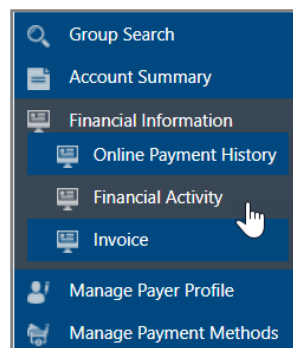 Group Search
Account Summary
Financial Information
Online Payment History
Financial Activity
Invoice
Manage Payer Profile
Manage Payment Methods